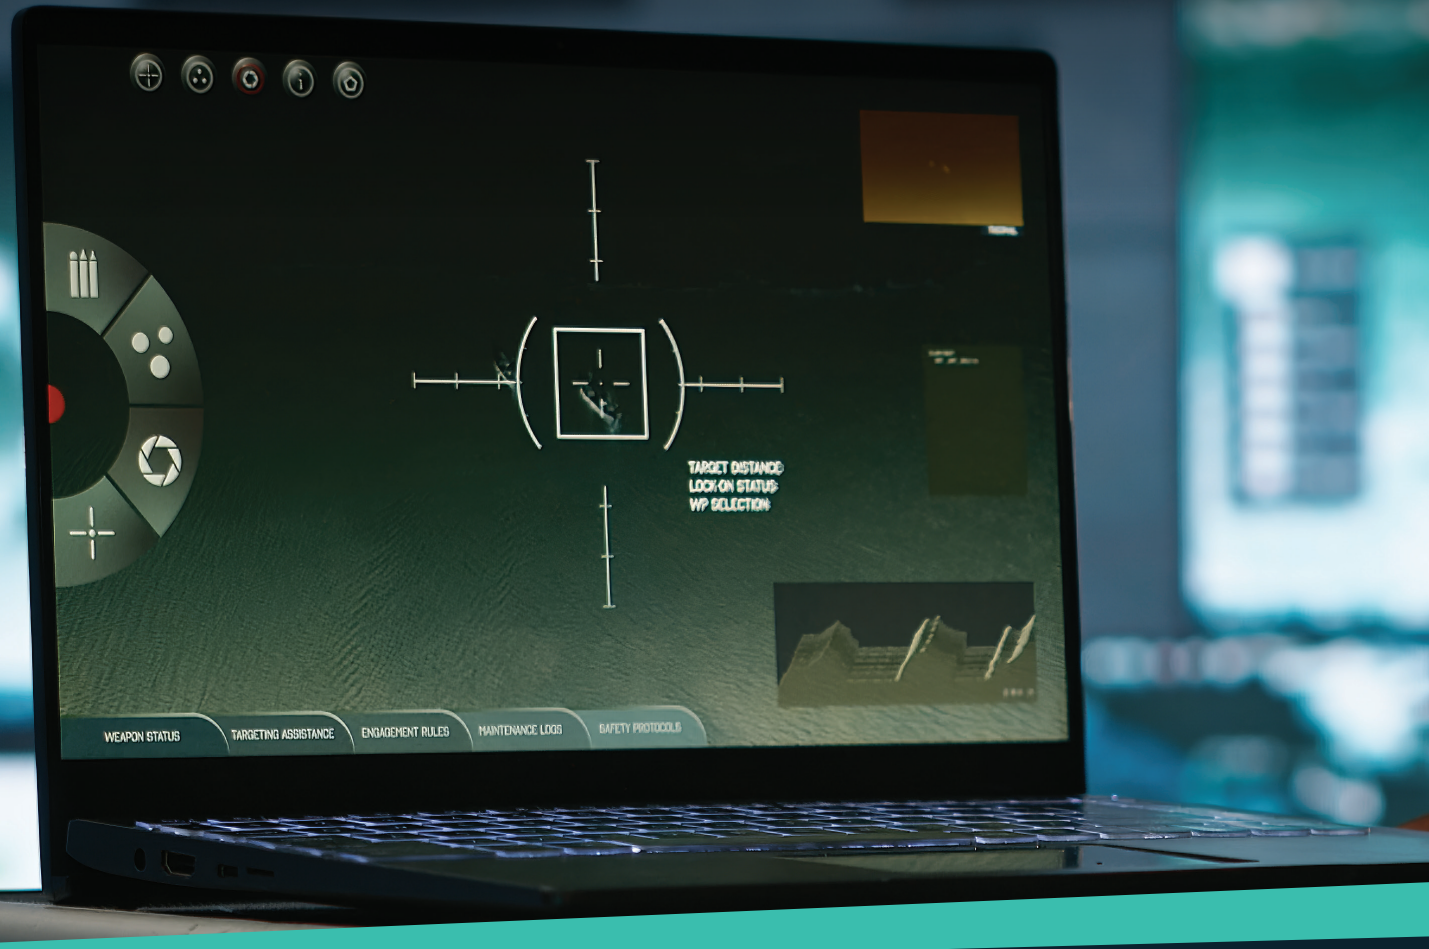 TARGET DISTANCE:
LOCK-ON STATUS:
WP SELECTION:
WEAPON STATUS
TARGETING ASSISTANCE
ENGAGEMENT RULES
MAINTENANCE LOGS
SAFETY PROTOCOLS